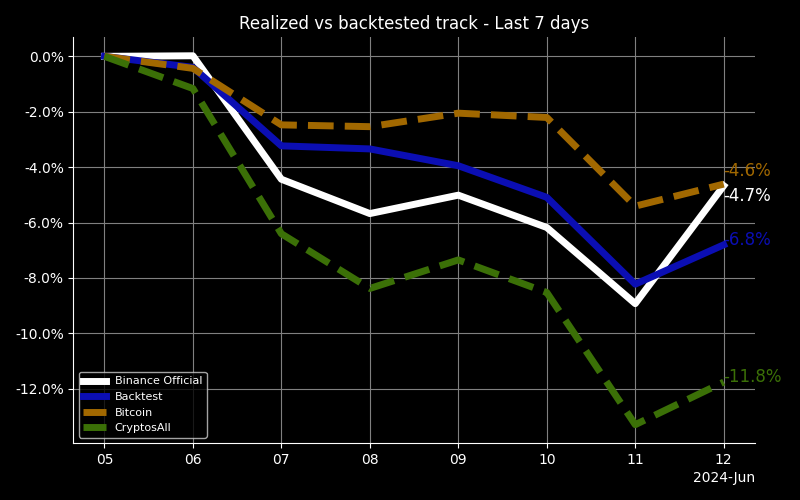 Realized vs backtested track - Last 7 days
0.0%
-2.0%
-4.0%
-6.0%
-8.0%
-10.0%
-12.0%
-4.6%
-4.7%
-6.8%
-11.8%
Binance Official
Backtest
Bitcoin
CryptosAll
05 06 07 08 09 10 11 12
2024-Jun